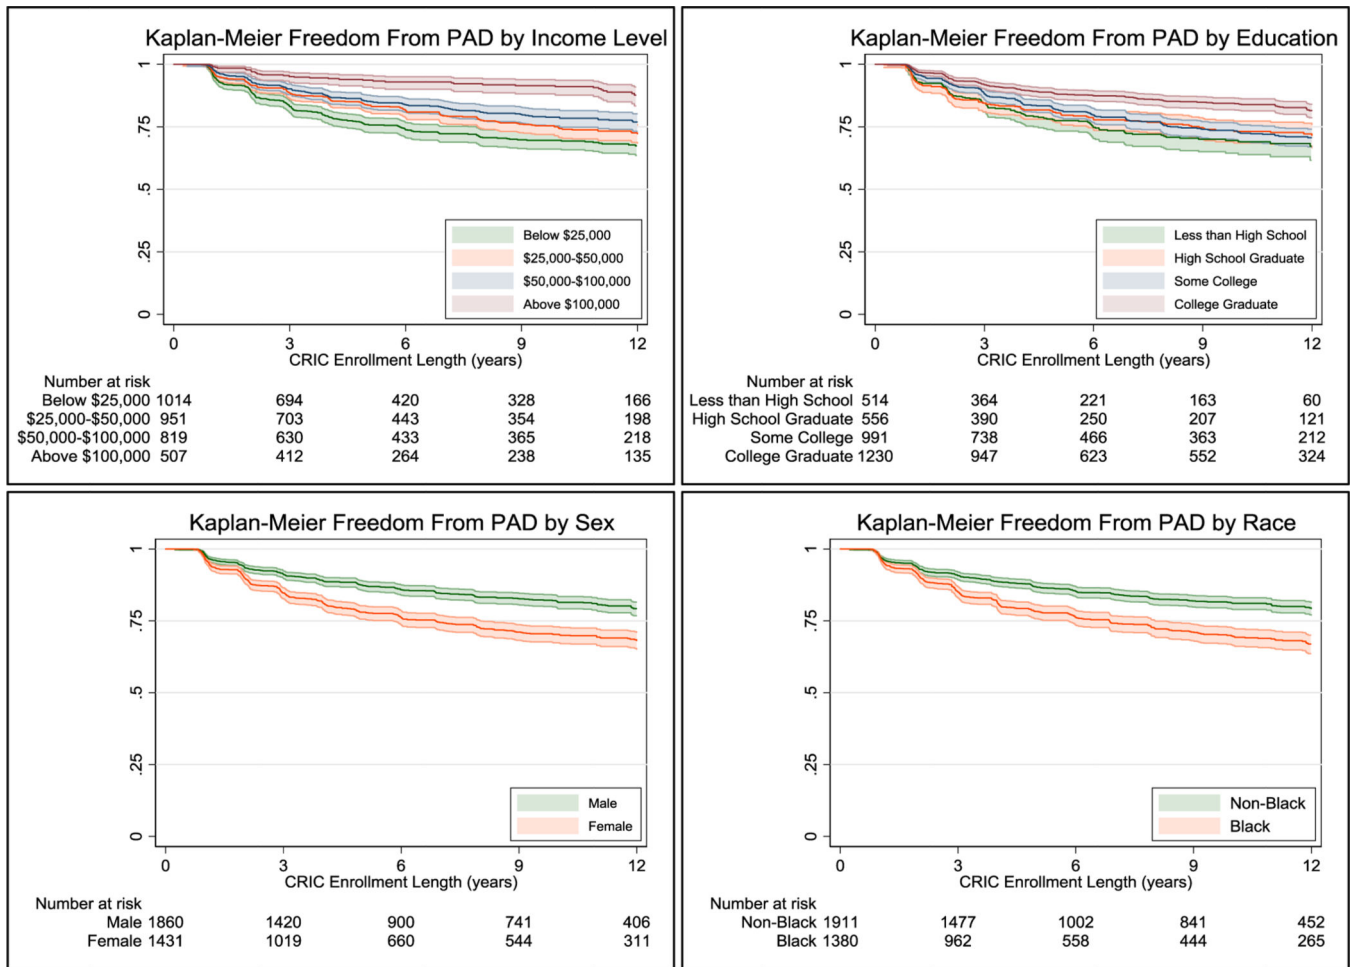 Kaplan-Meier Freedom From PAD by Income Level
1
.75
.5
.25
0
Below $25,000
$25,000-$50,000
$50,000-$100,000
Above $100,000
0 3 6 9 12
CRIC Enrollment Length (years)
Number at risk
Below $25,000 1014 694 420 328 166
$25,000-$50,000 951 703 443 354 198
$50,000-$100,000 819 630 433 365 218
Above $100,000 507 412 264 238 135
Kaplan-Meier Freedom From PAD by Education
1
.75
.5
.25
0
Less than High School
High School Graduate
Some College
College Graduate
0 3 6 9 12
CRIC Enrollment Length (years)
Number at risk
Less than High School 514 364 221 163 60
High School Graduate 556 390 250 207 121
Some College 991 738 466 363 212
College Graduate 1230 947 623 552 324
Kaplan-Meier Freedom From PAD by Sex
1
.75
.5
.25
0
Male
Female
0 3 6 9 12
CRIC Enrollment Length (years)
Number at risk
Male 1860 1420 900 741 406
Female 1431 1019 660 544 311
Kaplan-Meier Freedom From PAD by Race
1
.75
.5
.25
0
Non-Black
Black
0 3 6 9 12
CRIC Enrollment Length (years)
Number at risk
Non-Black 1911 1477 1002 841 452
Black 1380 962 558 444 265